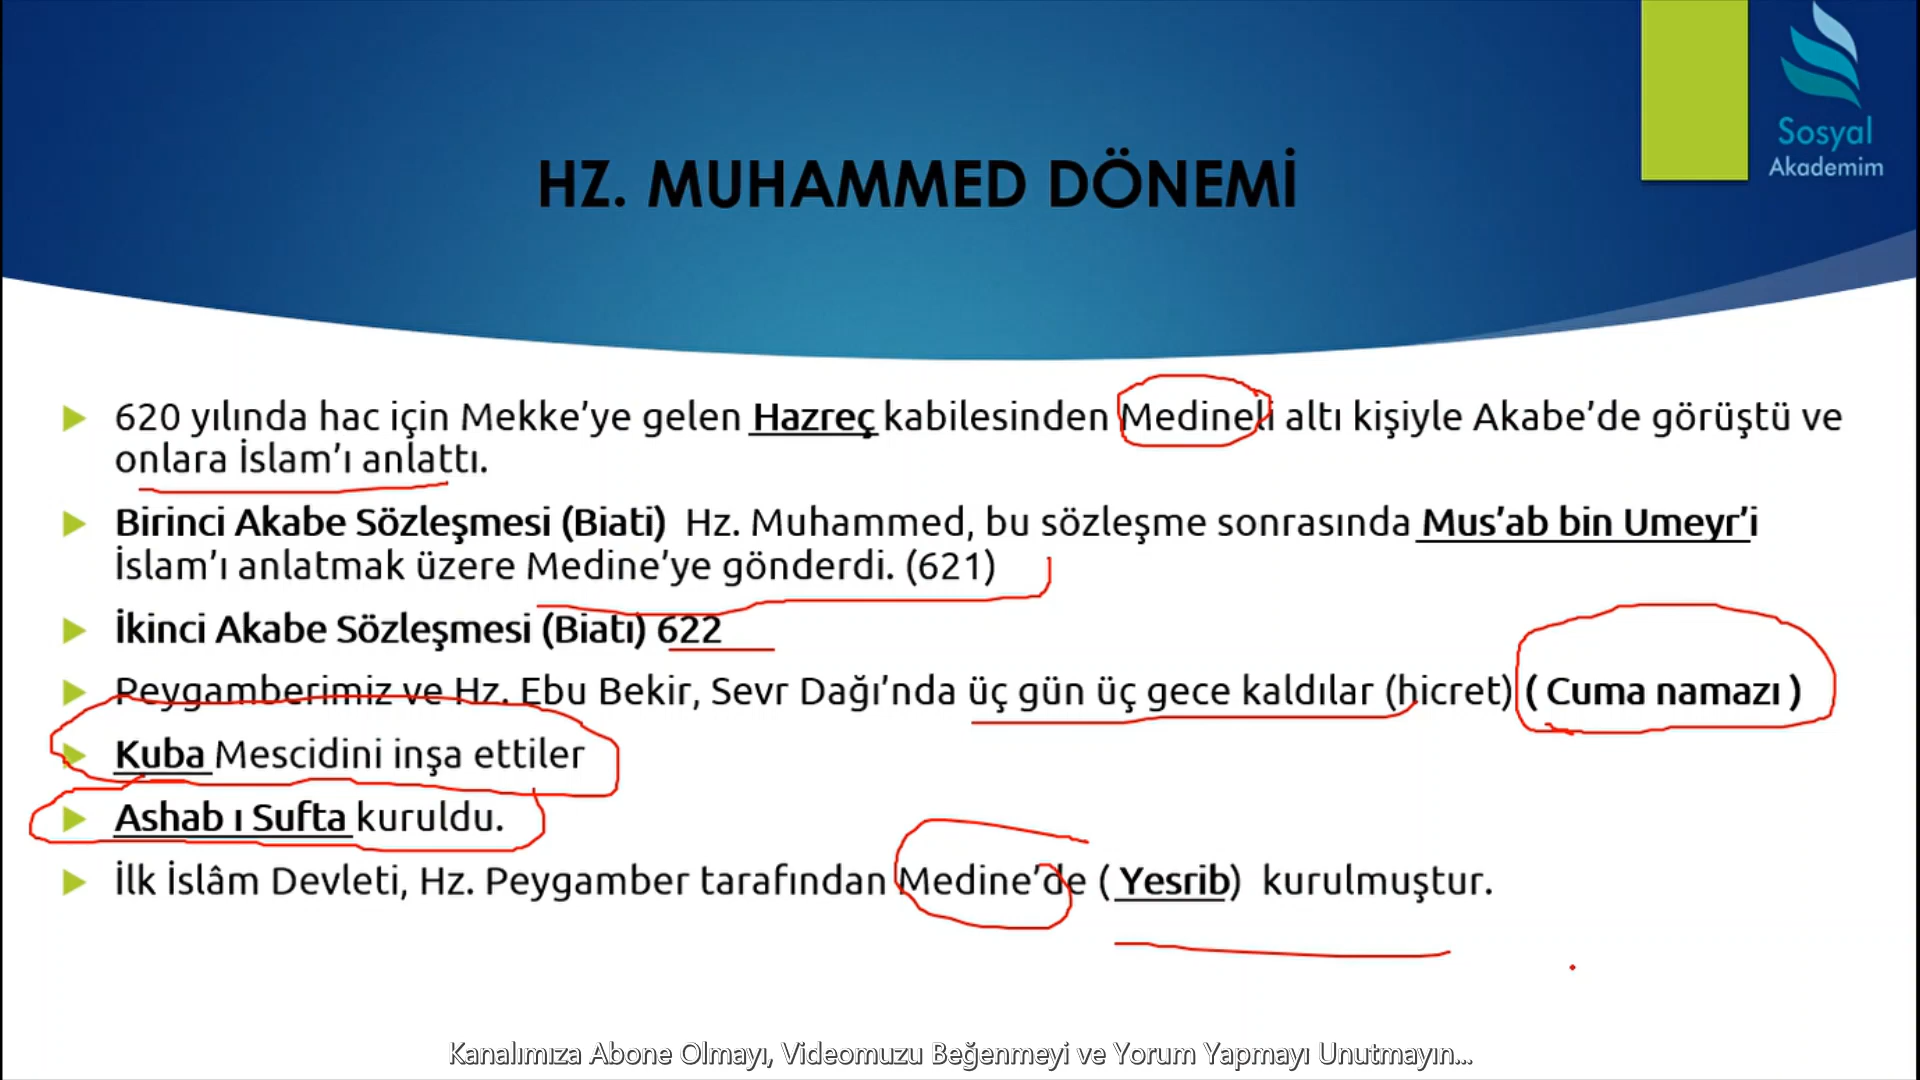 Sosyal
Akademim
HZ. MUHAMMED DÖNEMİ
620 yılında hac için Mekke’ye gelen Hazreç kabilesinden Medineli altı kişiyle Akabe’de görüştü ve
onlara İslam’ı anlattı.
Birinci Akabe Sözleşmesi (Biati) Hz. Muhammed, bu sözleşme sonrasında Mus’ab bin Umeyr’i
İslam’ı anlatmak üzere Medine’ye gönderdi. (621)
İkinci Akabe Sözleşmesi (Biati) 622
Peygamberimiz ve Hz. Ebu Bekir, Sevr Dağı’nda üç gün üç gece kaldılar (hicret) ( Cuma namazı )
Kuba Mescidini inşa ettiler
Ashab ı Sufta kuruldu.
İlk İslâm Devleti, Hz. Peygamber tarafından Medine’de ( Yesrib) kurulmuştur.
Kanalımıza Abone Olmayı, Videomuzu Beğenmeyi ve Yorum Yapmayı Unutmayın...